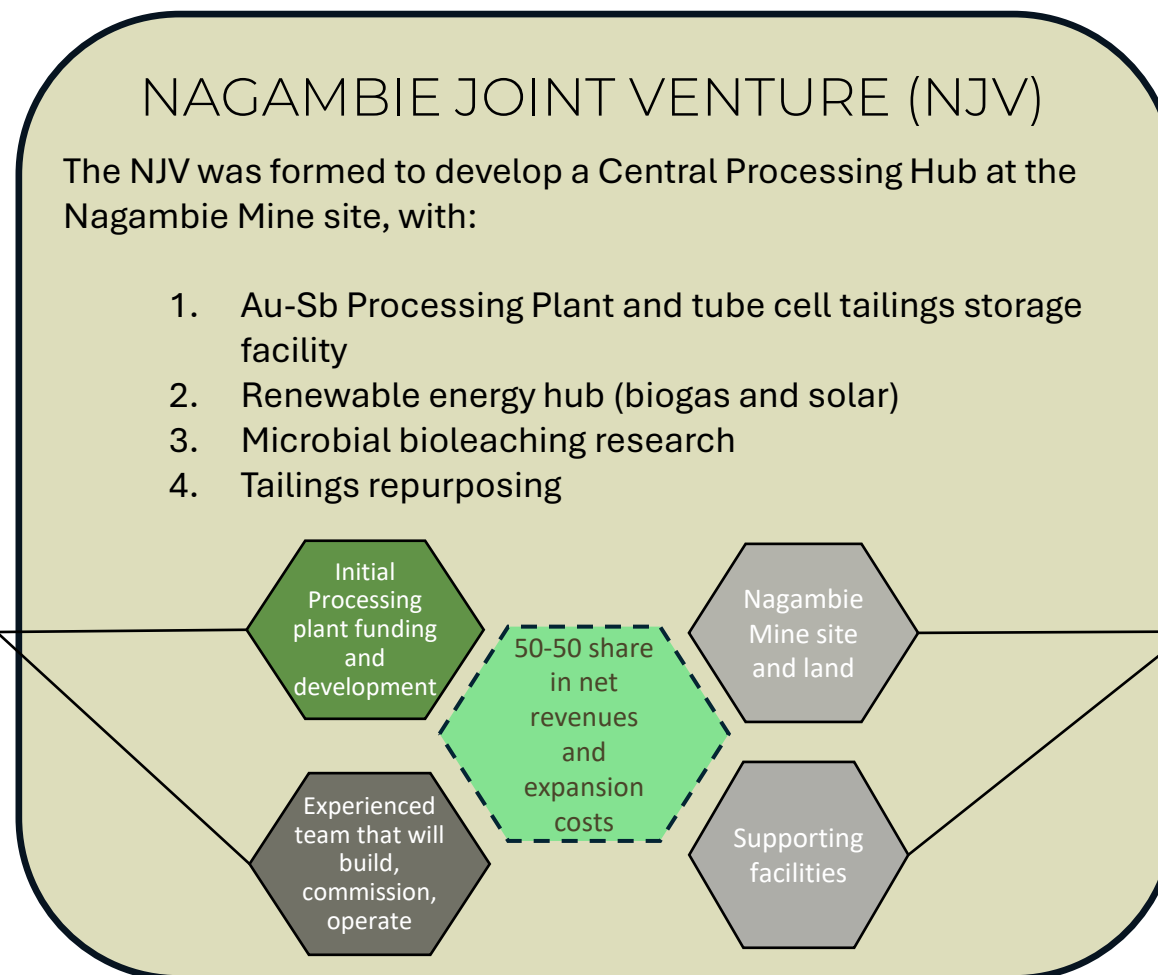 NAGAMBIE JOINT VENTURE (NJV)
The NJV was formed to develop a Central Processing Hub at the
Nagambie Mine site, with:
1. Au-Sb Processing Plant and tube cell tailings storage
facility
2. Renewable energy hub (biogas and solar)
3. Microbial bioleaching research
4. Tailings repurposing
Initial
Processing
plant funding
and
development
Nagambie
Mine site
and land
50-50 share
in net
revenues
and
expansion
costs
Experienced
team that will
build,
commission,
operate
Supporting
facilities